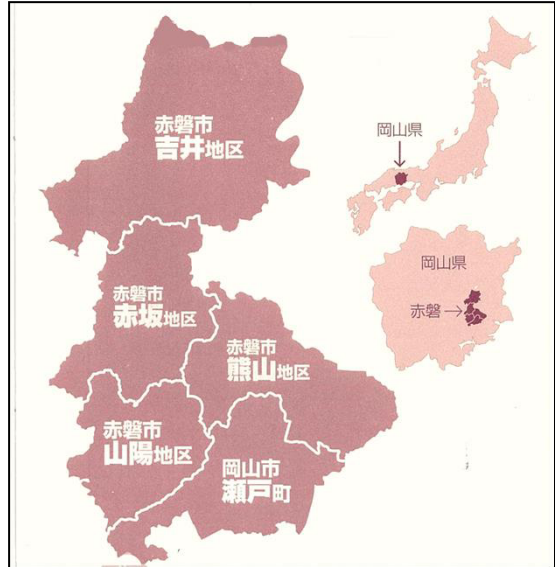 赤磐市
吉井地区
赤磐市
赤坂地区
赤磐市
熊山地区
赤磐市
山陽地区
岡山市
瀬戸町
岡山県
岡山県
赤磐